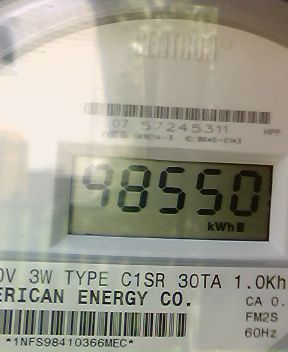 CENTRON®
07 57245311
98550
kWh
0V 3W TYPE C1SR 30TA 1.0Kh
ERICAN ENERGY CO.
CA 0.
FM2S
60Hz
*1NFS98410366MEC*